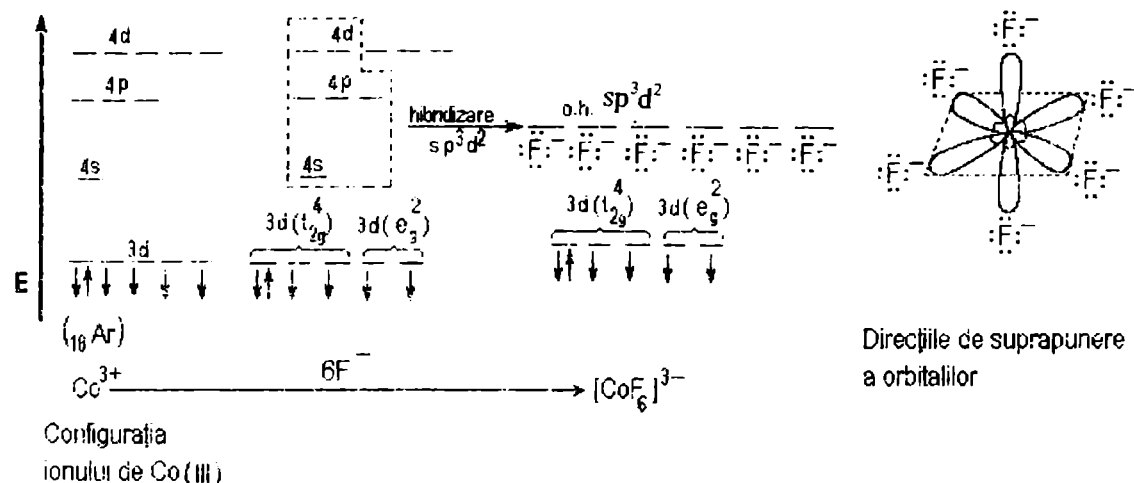 4d 4d
4p 4p
4s 4s
hibridizare
sp³d²
o.h. sp³d²
:F̈:⁻ :F̈:⁻ :F̈:⁻ :F̈:⁻ :F̈:⁻ :F̈:⁻
3d 3d(t₂g⁴) 3d(eg²) 3d(t₂g⁴) 3d(eg²)
E
(₁₈Ar)
Co³⁺ 6F⁻ [CoF₆]³⁻
Configurația
ionului de Co(III)
:F̈:⁻
:F̈:⁻ :F̈:⁻
:F̈:⁻ :F̈:⁻
:F̈:⁻
Direcțiile de suprapunere
a orbitalilor